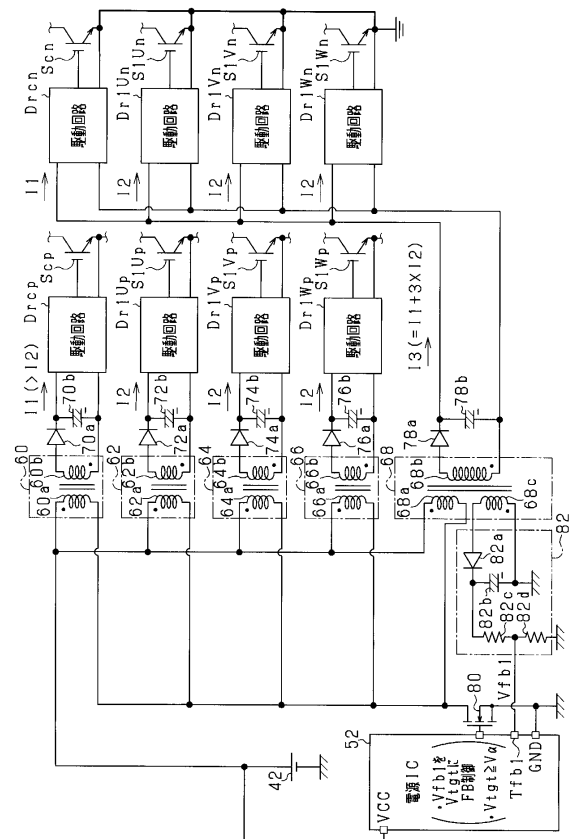 Drcn
Scn
I1
駆動回路
Dr1Un
S1Un
I2
駆動回路
Dr1Vn
S1Vn
I2
駆動回路
Dr1Wn
S1Wn
I2
駆動回路
Drcp
Scp
I1(>I2)
駆動回路
70b
70a
60
60a
60b
Dr1Up
S1Up
I2
駆動回路
72b
72a
62
62a
62b
Dr1Vp
S1Vp
I2
駆動回路
74b
74a
64
64a
64b
Dr1Wp
S1Wp
I2
駆動回路
76b
76a
66
66a
66b
I3(=I1+3XI2)
78a
78b
68
68a
68b
68c
82
82a
82b
82c
82d
Vfb1
80
52
42
VCC
電源IC
・Vfb1を
Vtgtに
FB制御
・Vtgt≧Vα
Tfb1
GND